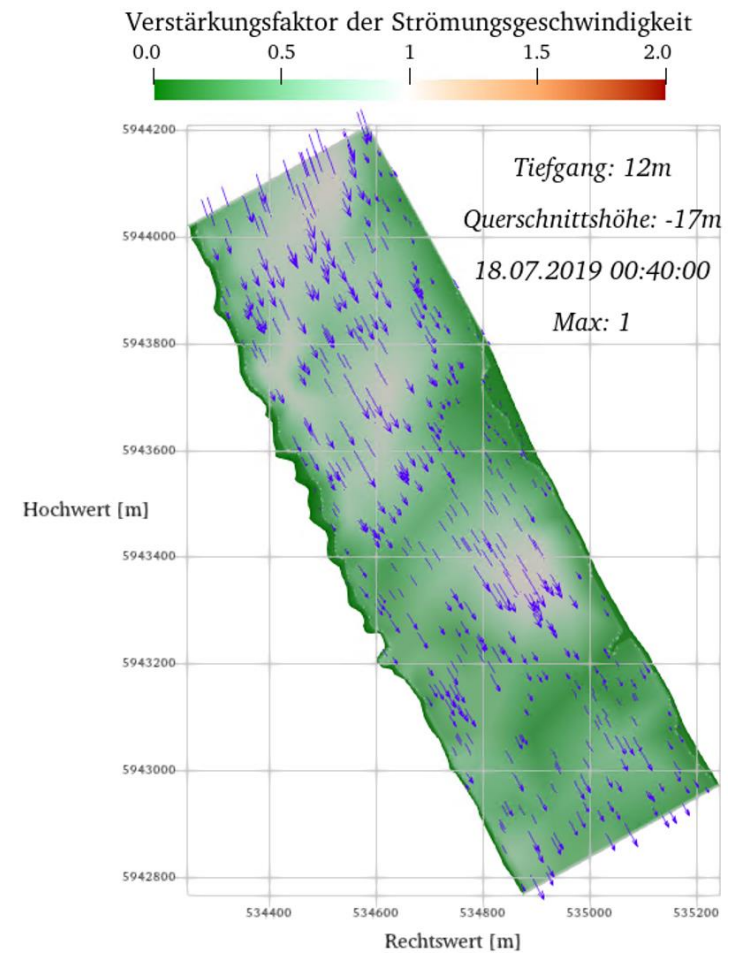 Verstärkungsfaktor der Strömungsgeschwindigkeit
0.0 0.5 1 1.5 2.0
5944200
Tiefgang: 12m
Querschnittshöhe: -17m
5944000
18.07.2019 00:40:00
Max: 1
5943800
5943600
Hochwert [m]
5943400
5943200
5943000
5942800
534400 534600 534800 535000 535200
Rechtswert [m]